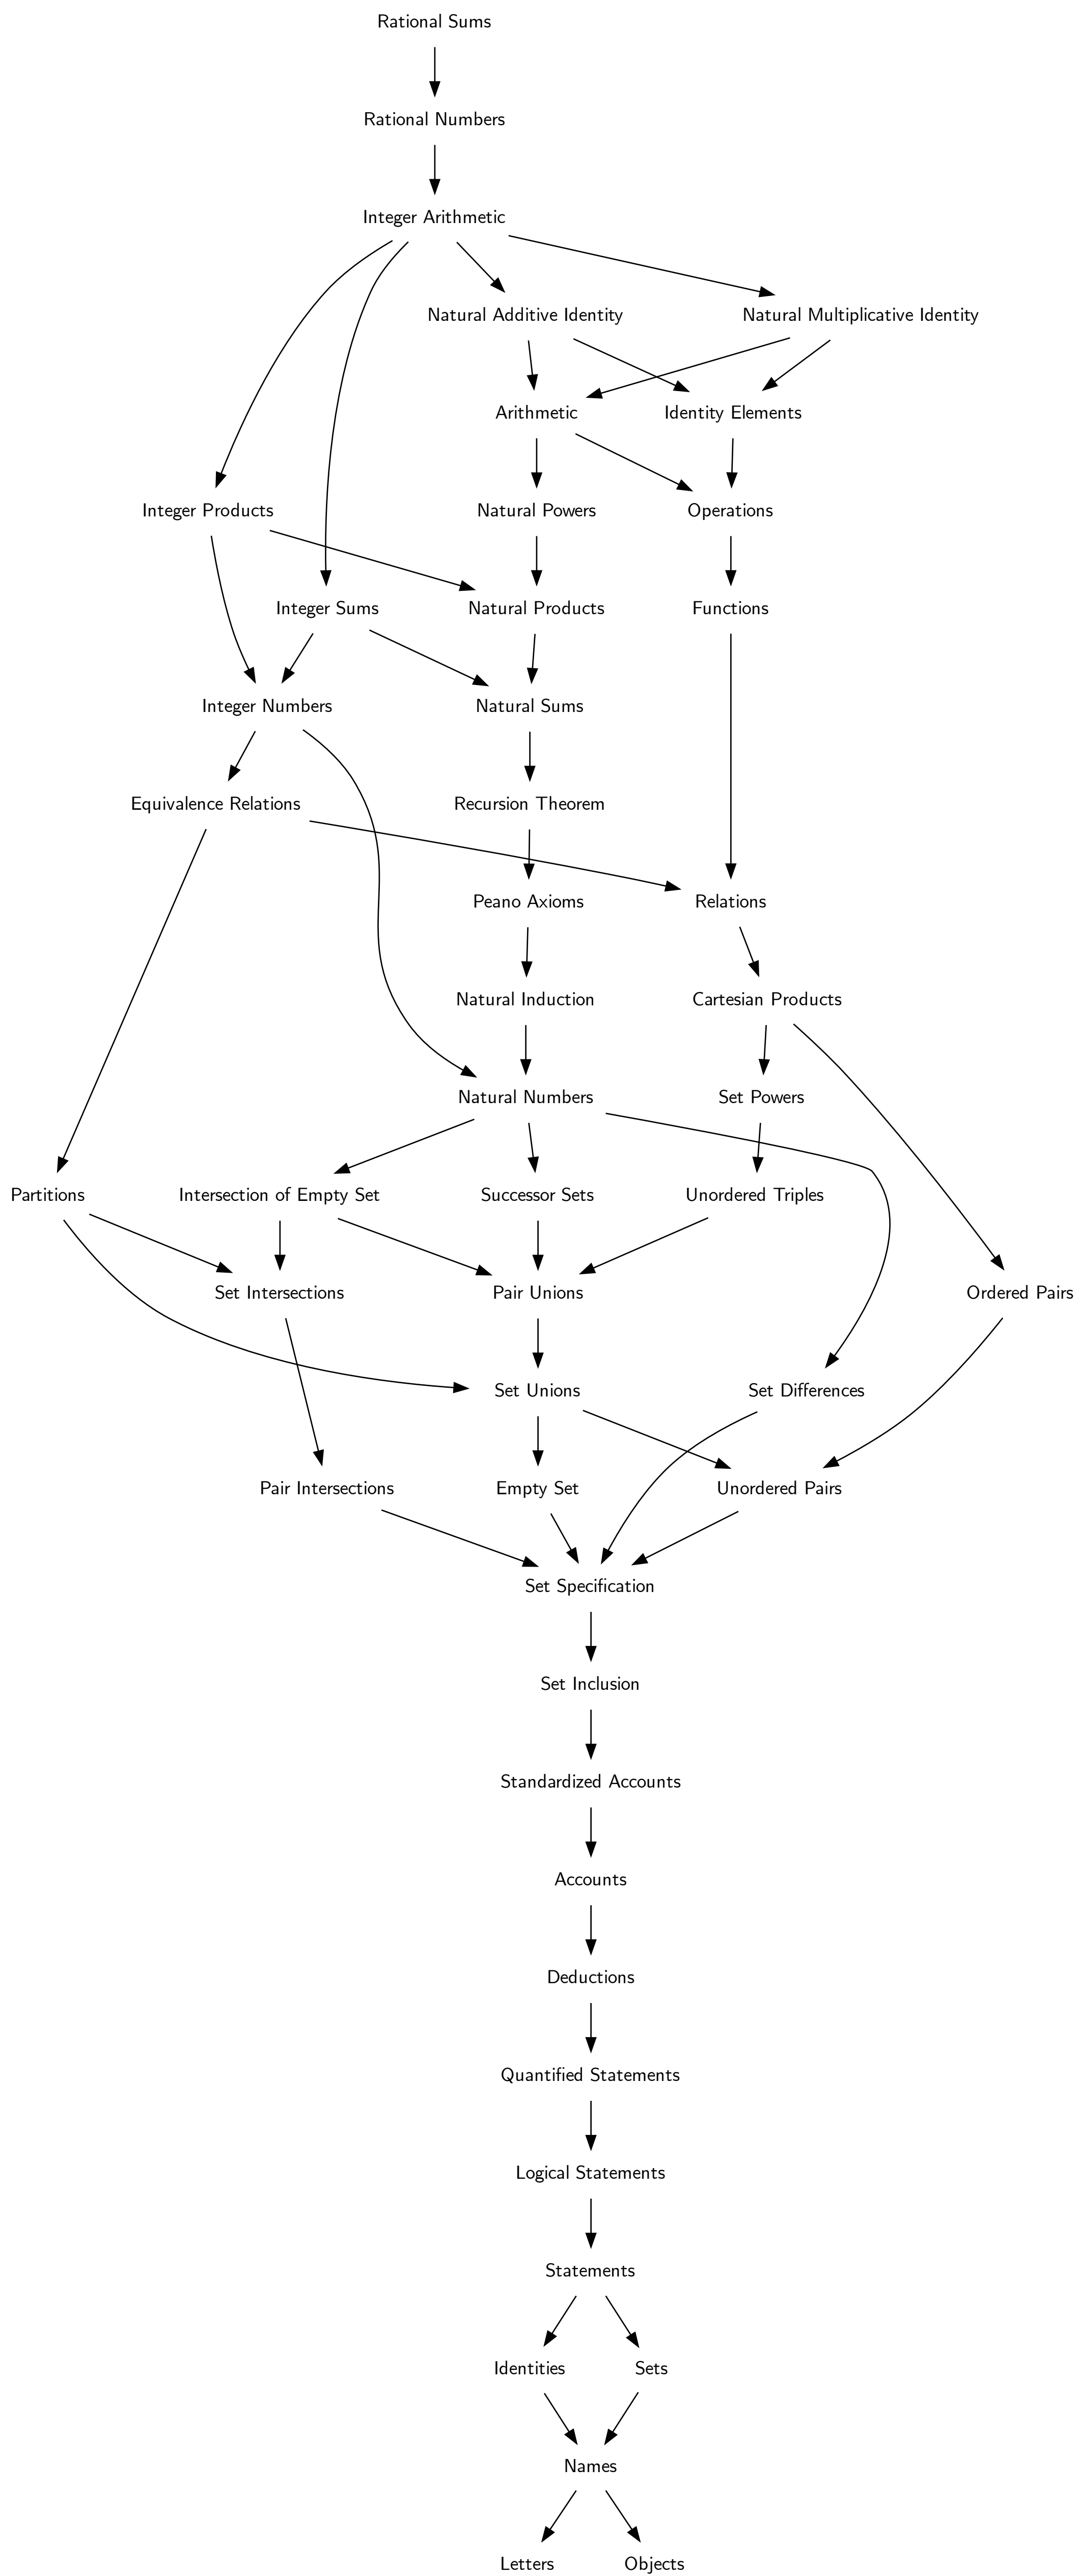 Rational Sums
Rational Numbers
Integer Arithmetic
Natural Additive Identity
Natural Multiplicative Identity
Arithmetic
Identity Elements
Integer Products
Natural Powers
Operations
Integer Sums
Natural Products
Functions
Integer Numbers
Natural Sums
Equivalence Relations
Recursion Theorem
Peano Axioms
Relations
Natural Induction
Cartesian Products
Natural Numbers
Set Powers
Partitions
Intersection of Empty Set
Successor Sets
Unordered Triples
Set Intersections
Pair Unions
Ordered Pairs
Set Unions
Set Differences
Pair Intersections
Empty Set
Unordered Pairs
Set Specification
Set Inclusion
Standardized Accounts
Accounts
Deductions
Quantified Statements
Logical Statements
Statements
Identities
Sets
Names
Letters
Objects